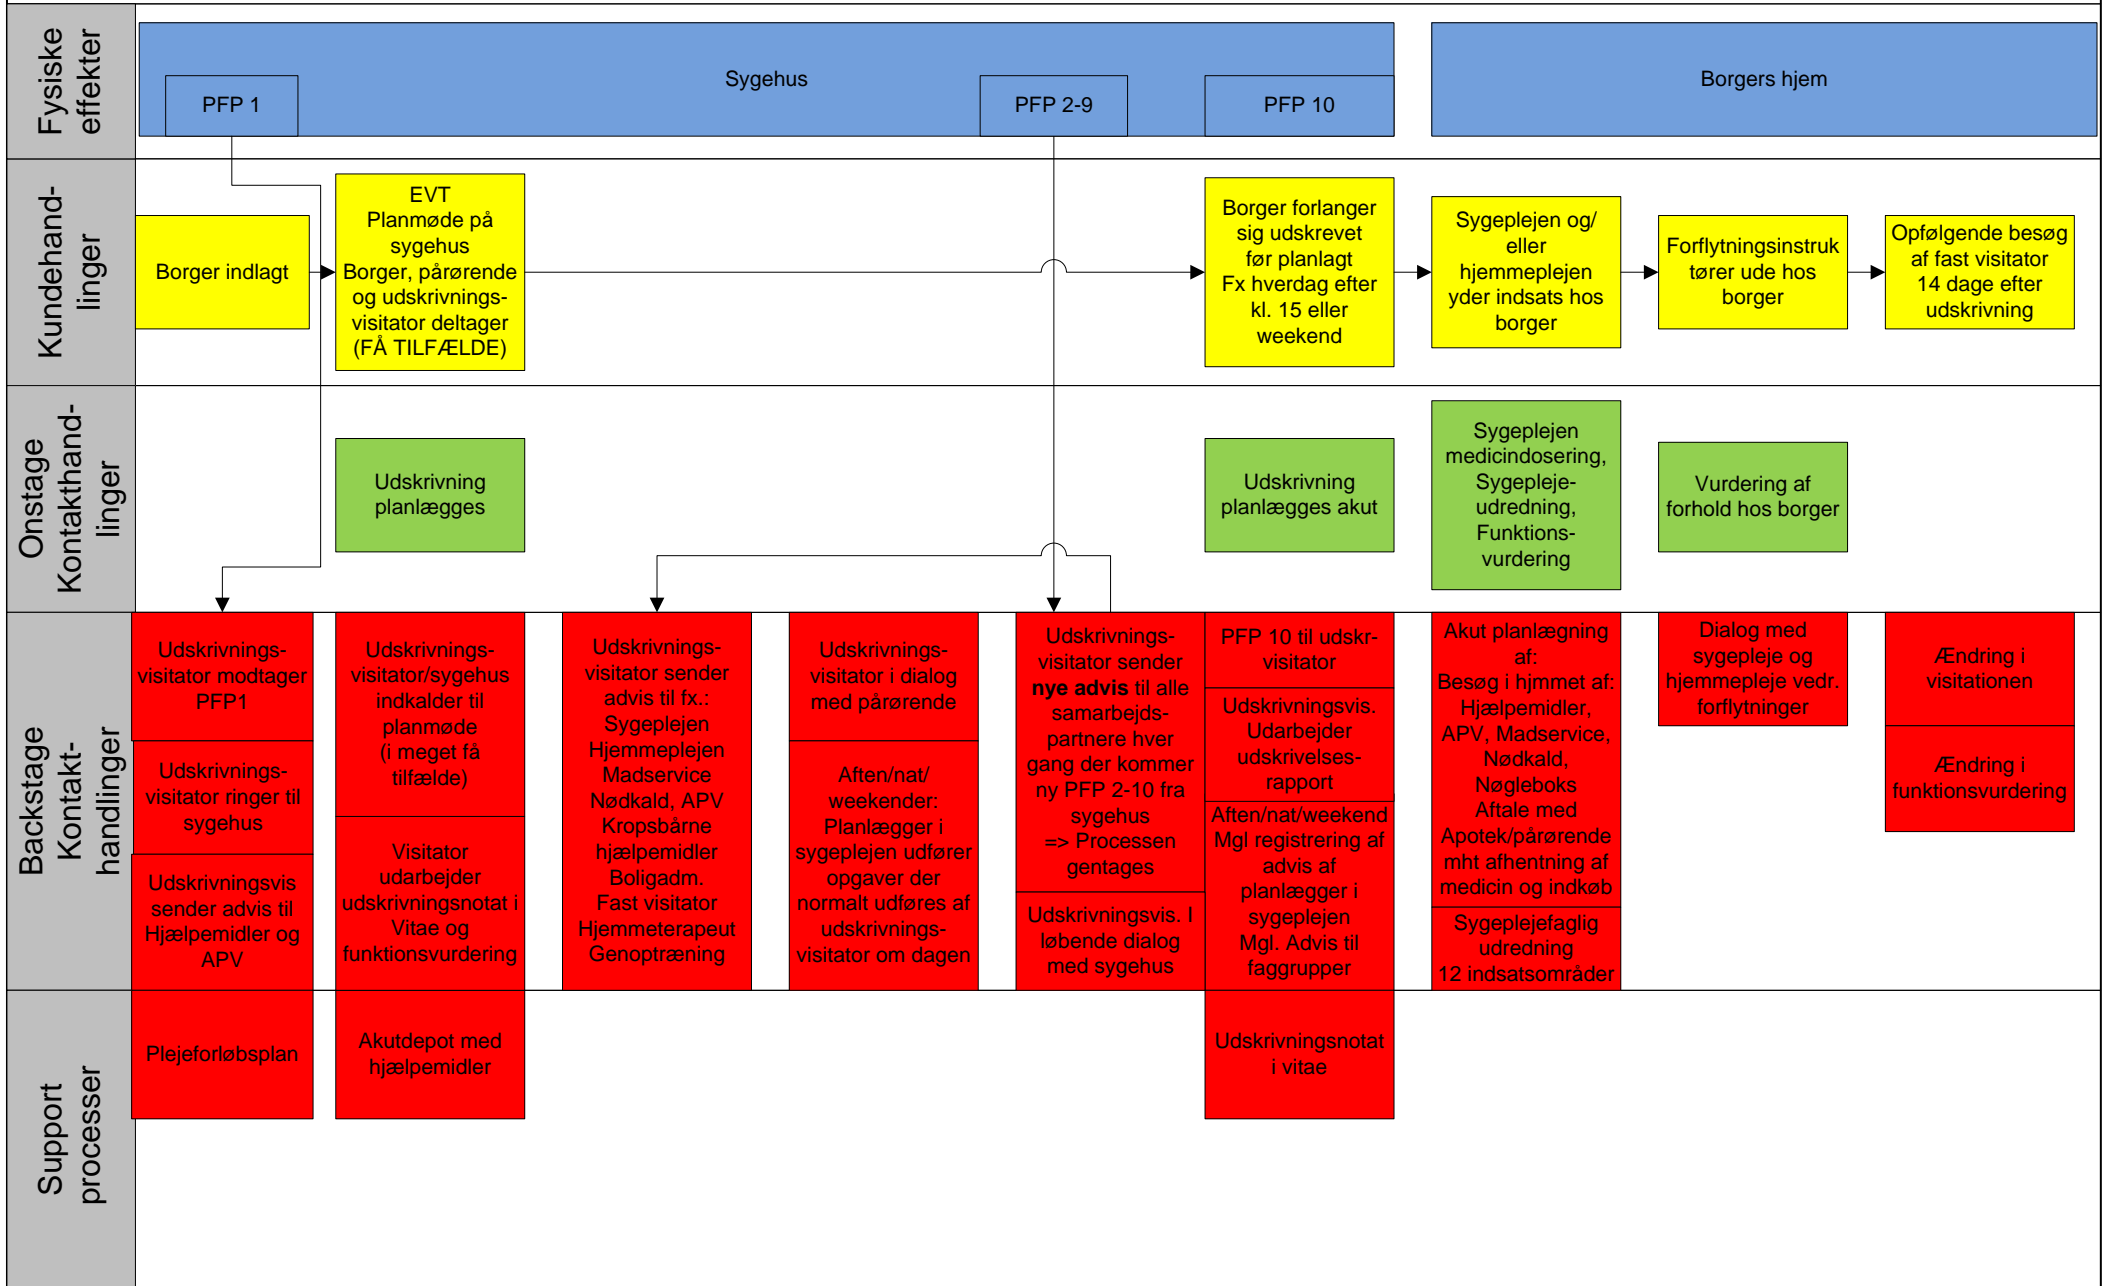 Fysiske
effekter
Sygehus
PFP 1
PFP 2-9
PFP 10
Borgers hjem
Kundehand-
linger
Borger indlagt
EVT
Planmøde på
sygehus
Borger, pårørende
og udskrivnings-
visitator deltager
(FÅ TILFÆLDE)
Borger forlanger
sig udskrevet
før planlagt
Fx hverdag efter
kl. 15 eller
weekend
Sygeplejen og/
eller
hjemmeplejen
yder indsats hos
borger
Forflytningsinstruk
tører ude hos
borger
Opfølgende besøg
af fast visitator
14 dage efter
udskrivning
Onstage
Kontakthand-
linger
Udskrivning
planlægges
Udskrivning
planlægges akut
Sygeplejen
medicindosering,
Sygepleje-
udredning,
Funktions-
vurdering
Vurdering af
forhold hos borger
Backstage
Kontakt-
handlinger
Udskrivnings-
visitator modtager
PFP1
Udskrivnings-
visitator ringer til
sygehus
Udskrivningsvis
sender advis til
Hjælpemidler og
APV
Udskrivnings-
visitator/sygehus
indkalder til
planmøde
(i meget få
tilfælde)
Visitator
udarbejder
udskrivningsnotat i
Vitae og
funktionsvurdering
Udskrivnings-
visitator sender
advis til fx.:
Sygeplejen
Hjemmeplejen
Madservice
Nødkald, APV
Kropsbårne
hjælpemidler
Boligadm.
Fast visitator
Hjemmeterapeut
Genoptræning
Udskrivnings-
visitator i dialog
med pårørende
Aften/nat/
weekender:
Planlægger i
sygeplejen udfører
opgaver der
normalt udføres af
udskrivnings-
visitator om dagen
Udskrivnings-
visitator sender
nye advis til alle
samarbejds-
partnere hver
gang der kommer
ny PFP 2-10 fra
sygehus
=> Processen
gentages
Udskrivningsvis. I
løbende dialog
med sygehus
PFP 10 til udskr-
visitator
Udskrivningsvis.
Udarbejder
udskrivelses-
rapport
Aften/nat/weekend
Mgl registrering af
advis af
planlægger i
sygeplejen
Mgl. Advis til
faggrupper
Akut planlægning
af:
Besøg i hjmmet af:
Hjælpemidler,
APV, Madservice,
Nødkald,
Nøgleboks
Aftale med
Apotek/pårørende
mht afhentning af
medicin og indkøb
Sygeplejefaglig
udredning
12 indsatsområder
Dialog med
sygepleje og
hjemmepleje vedr.
forflytninger
Ændring i
visitationen
Ændring i
funktionsvurdering
Support
processer
Plejeforløbsplan
Akutdepot med
hjælpemidler
Udskrivningsnotat
i vitae